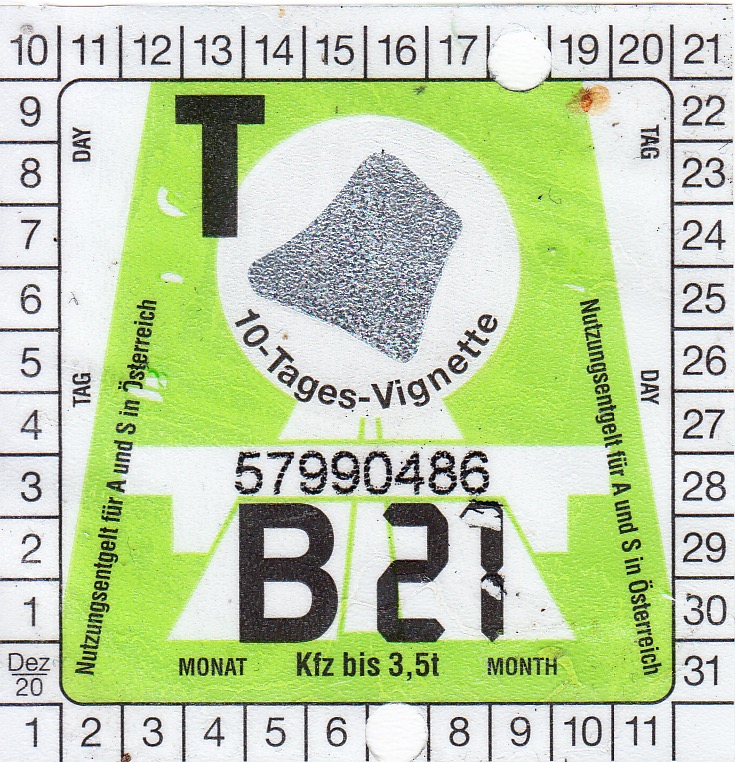 10 11 12 13 14 15 16 17 19 20 21
9 22
8 23
7 24
6 25
5 26
4 27
3 28
2 29
1 30
Dez
20
31
1 2 3 4 5 6 8 9 10 11
DAY
TAG
T
10-Tages-Vignette
TAG
DAY
Nutzungsentgelt für A und S in Österreich
Nutzungsentgelt für A und S in Österreich
57990486
B 21
MONAT Kfz bis 3,5t MONTH